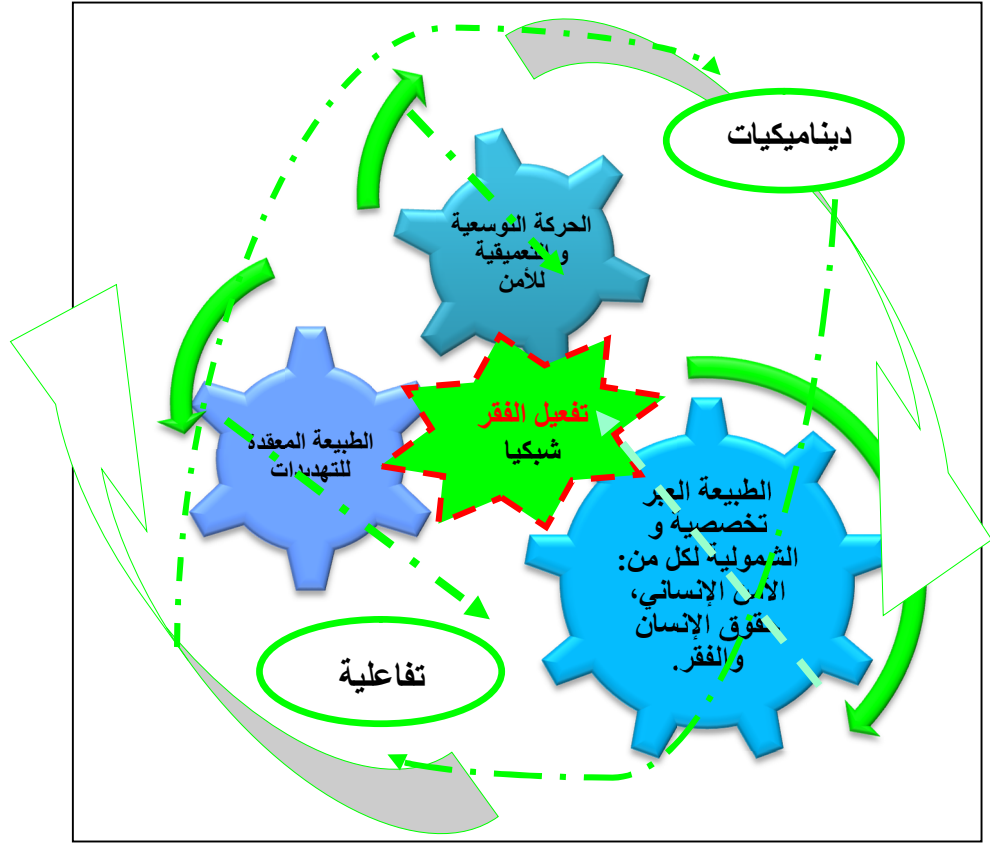 ديناميكيات
الحركة التوسعية
و التعميقية
للأمن
تفعيل الفقر
شبكيا
الطبيعة المعقدة
للتهديدات
الطبيعة العبر
تخصصية و
الشمولية لكل من:
الأمن الإنساني،
حقوق الإنسان
والفقر.
تفاعلية